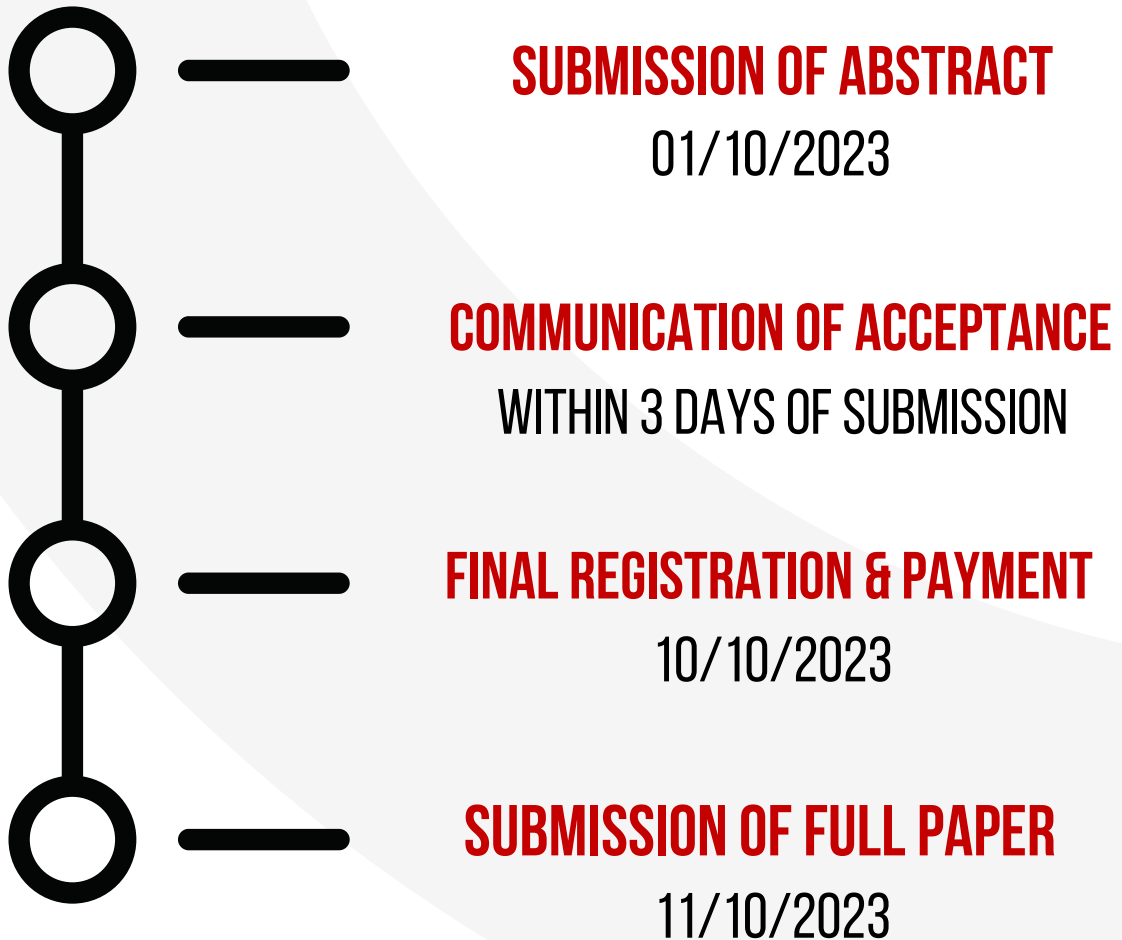 SUBMISSION OF ABSTRACT
01/10/2023
COMMUNICATION OF ACCEPTANCE
WITHIN 3 DAYS OF SUBMISSION
FINAL REGISTRATION & PAYMENT
10/10/2023
SUBMISSION OF FULL PAPER
11/10/2023